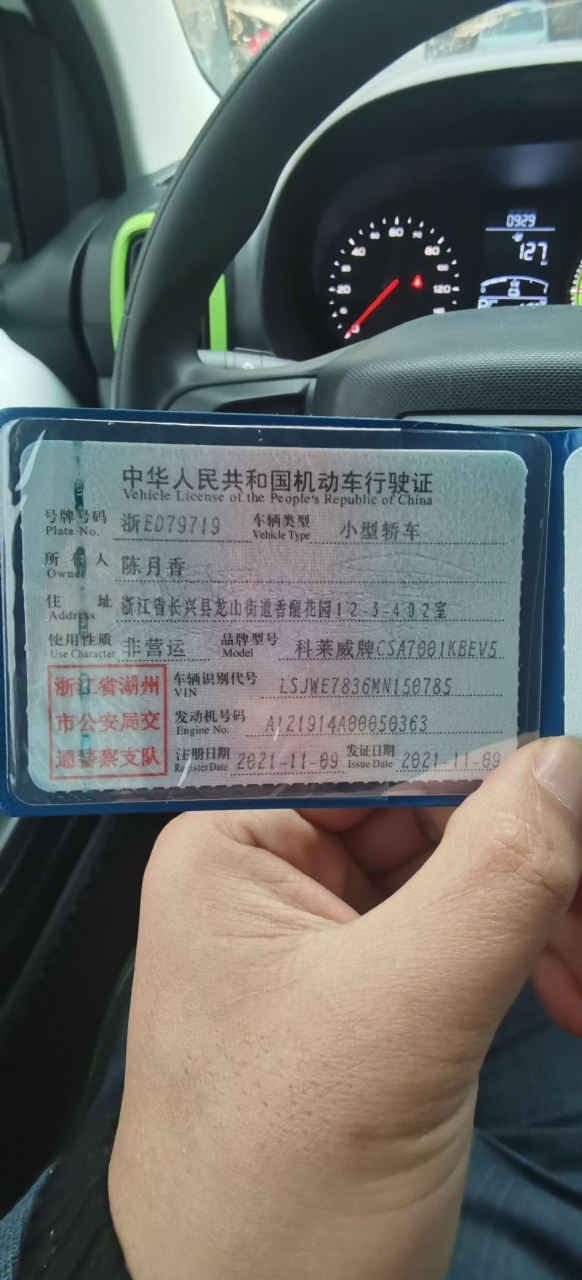 0929
127
20
40
60
80
120
中华人民共和国机动车行驶证
Vehicle License of the People's Republic of China
号牌号码 浙ED79719 车辆类型 小型轿车
Plate No. Vehicle Type
所有人 陈月香
Owner
住址 浙江省长兴县龙山街道香醍花园12-3-402室
Address
使用性质 非营运 品牌型号 科莱威牌CSA7001KBEV5
Use Character Model
浙江省湖州市公安局交通警察支队
车辆识别代号 LSJWE7836MN150785
VIN
发动机号码 A121914A00050363
Engine No.
注册日期 2021-11-09 发证日期 2021-11-09
Register Date Issue Date